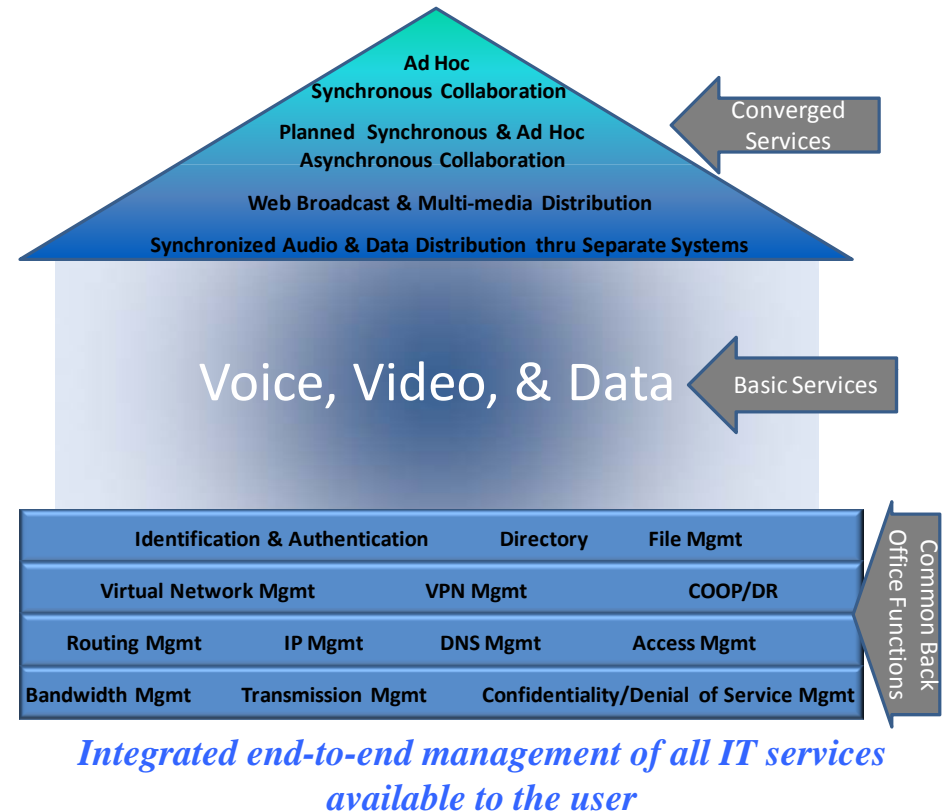 Ad Hoc
Synchronous Collaboration
Planned Synchronous & Ad Hoc
Asynchronous Collaboration
Web Broadcast & Multi-media Distribution
Synchronized Audio & Data Distribution thru Separate Systems
Converged
Services
Voice, Video, & Data
Basic Services
Identification & Authentication Directory File Mgmt
Virtual Network Mgmt VPN Mgmt COOP/DR
Routing Mgmt IP Mgmt DNS Mgmt Access Mgmt
Bandwidth Mgmt Transmission Mgmt Confidentiality/Denial of Service Mgmt
Common Back
Office Functions
Integrated end-to-end management of all IT services
available to the user